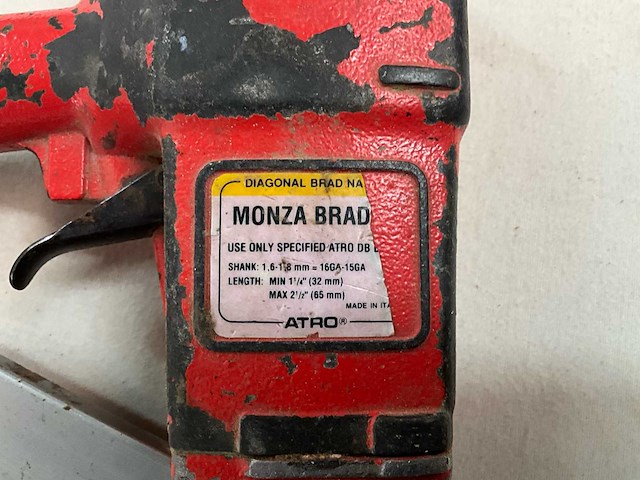 DIAGONAL BRAD NA
MONZA BRAD
USE ONLY SPECIFIED ATRO DB
SHANK: 1,6-1,8 mm = 16GA-15GA
LENGTH: MIN 1¹/₄" (32 mm)
MAX 2¹/₂" (65 mm)
MADE IN ITA
ATRO®